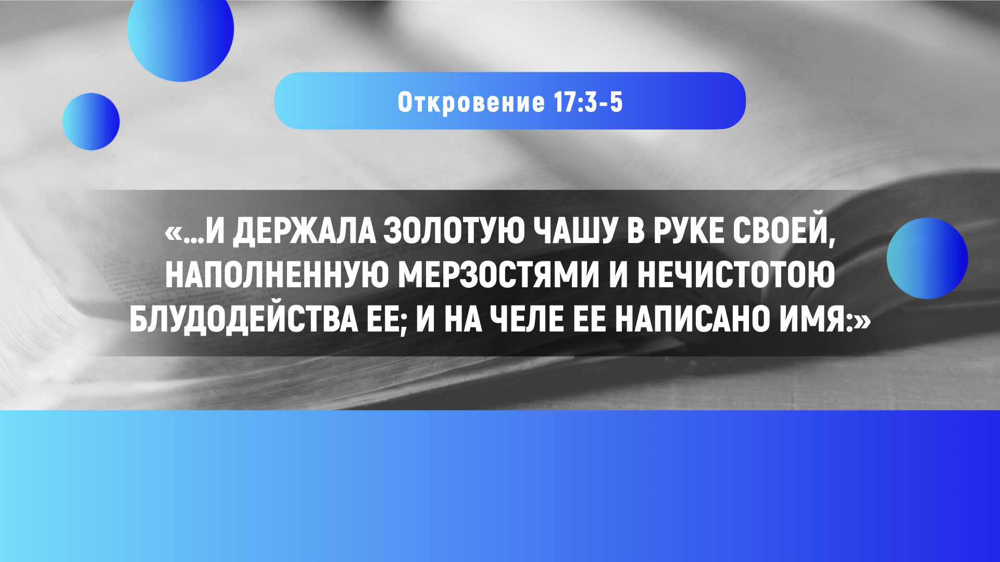 Откровение 17:3-5
«...И ДЕРЖАЛА ЗОЛОТУЮ ЧАШУ В РУКЕ СВОЕЙ,
НАПОЛНЕННУЮ МЕРЗОСТЯМИ И НЕЧИСТОТОЮ
БЛУДОДЕЙСТВА ЕЕ; И НА ЧЕЛЕ ЕЕ НАПИСАНО ИМЯ:»